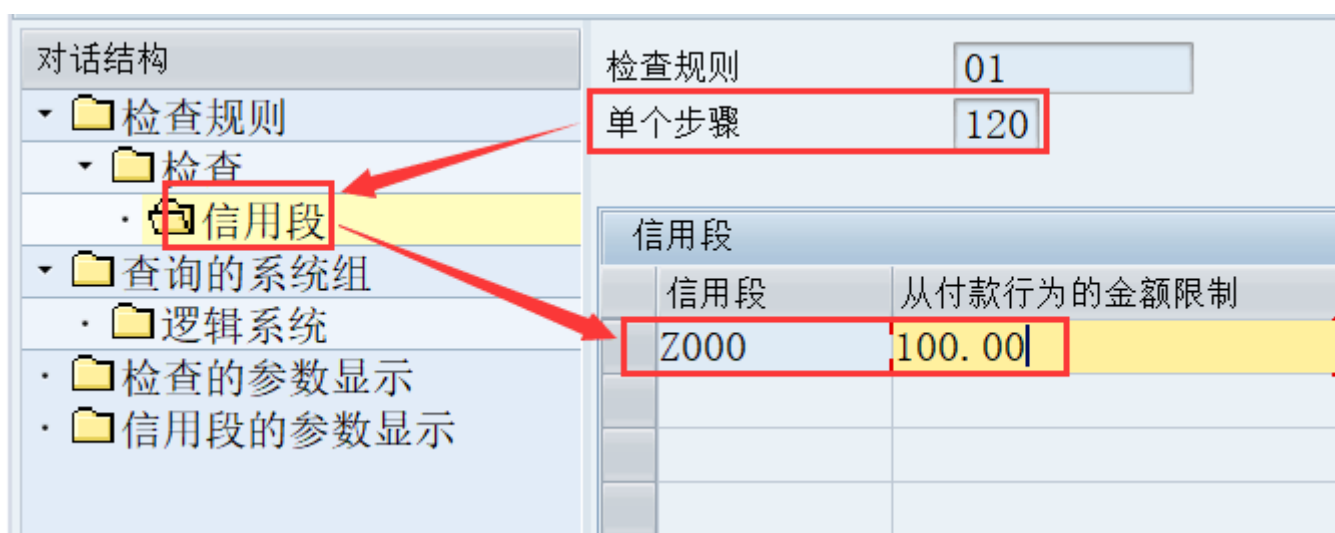 对话结构
检查规则
检查
信用段
查询的系统组
逻辑系统
检查的参数显示
信用段的参数显示
检查规则 01
单个步骤 120
信用段
信用段 从付款行为的金额限制
Z000 100.00